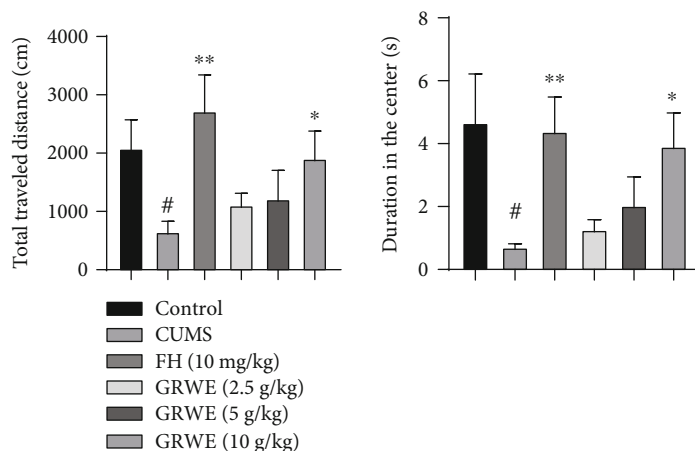 Total traveled distance (cm)
4000
3000
2000
1000
0
#
**
*
Duration in the center (s)
8
6
4
2
0
#
**
*
Control
CUMS
FH (10 mg/kg)
GRWE (2.5 g/kg)
GRWE (5 g/kg)
GRWE (10 g/kg)